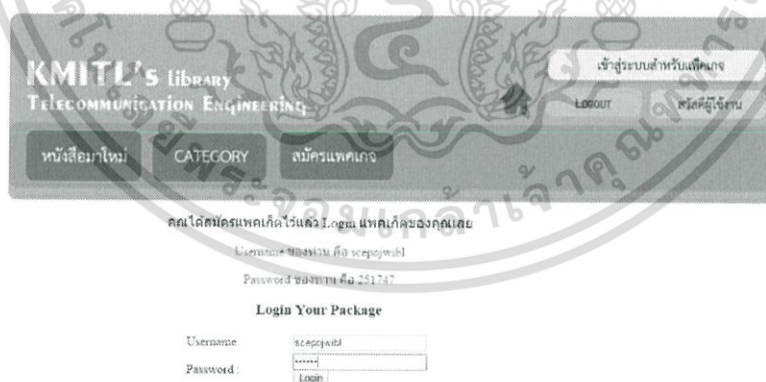 KMITL's Library
Telecommunication Engineering
เข้าสู่ระบบสำหรับแพ็คเกจ
Logout
สวัสดีผู้ใช้งาน
หนังสือมาใหม่
CATEGORY
สมัครแพคเกจ
คุณได้สมัครแพคเก็ตไว้แล้ว Login แพคเก็ตของคุณเลย
Username ของท่าน คือ scepojwibl
Password ของท่าน คือ 251747
Login Your Package
Username:
scepojwibl
Password :
••••••
Login